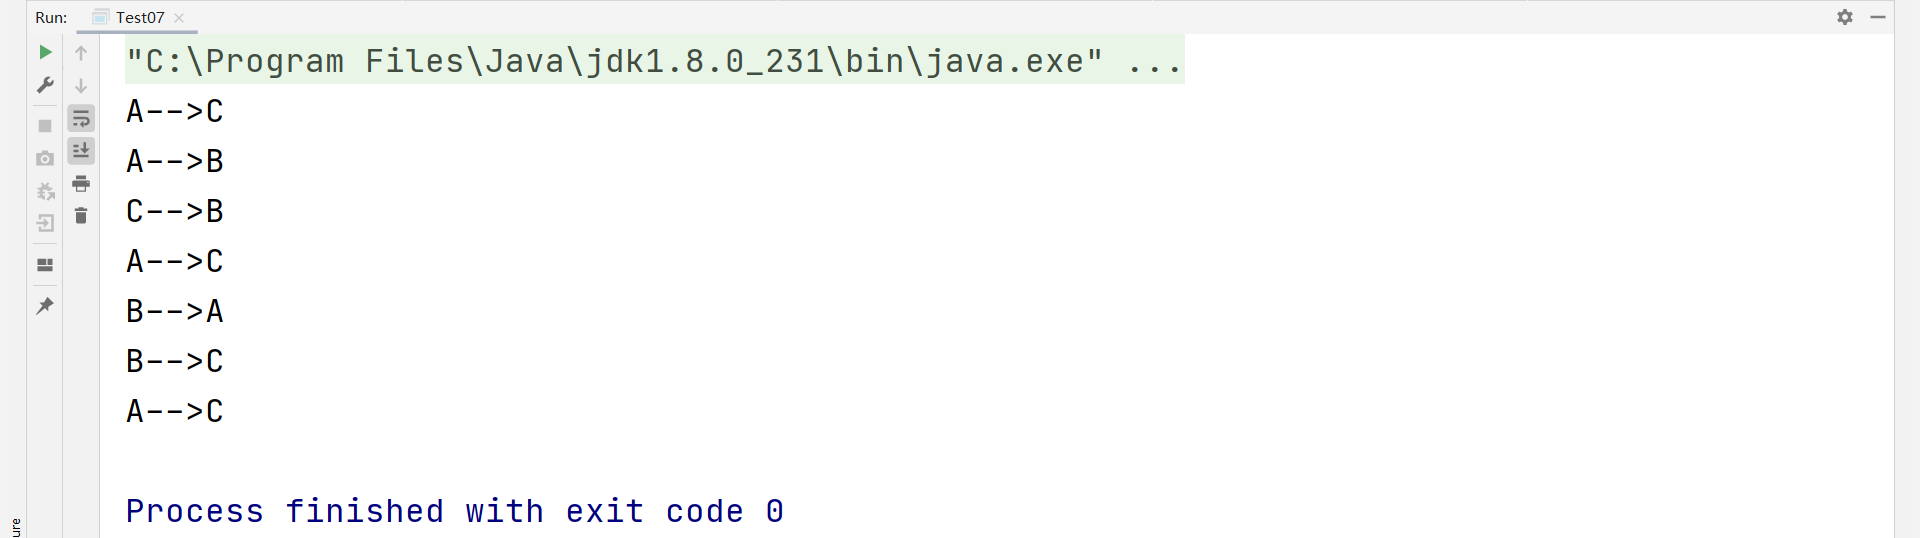 Run: Test07
"C:\Program Files\Java\jdk1.8.0_231\bin\java.exe" ...
A-->C
A-->B
C-->B
A-->C
B-->A
B-->C
A-->C
Process finished with exit code 0
ure